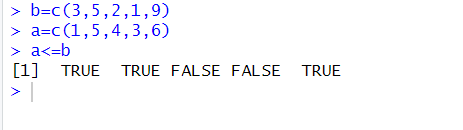 > b=c(3,5,2,1,9)
> a=c(1,5,4,3,6)
> a<=b
[1]  TRUE  TRUE FALSE FALSE  TRUE
>